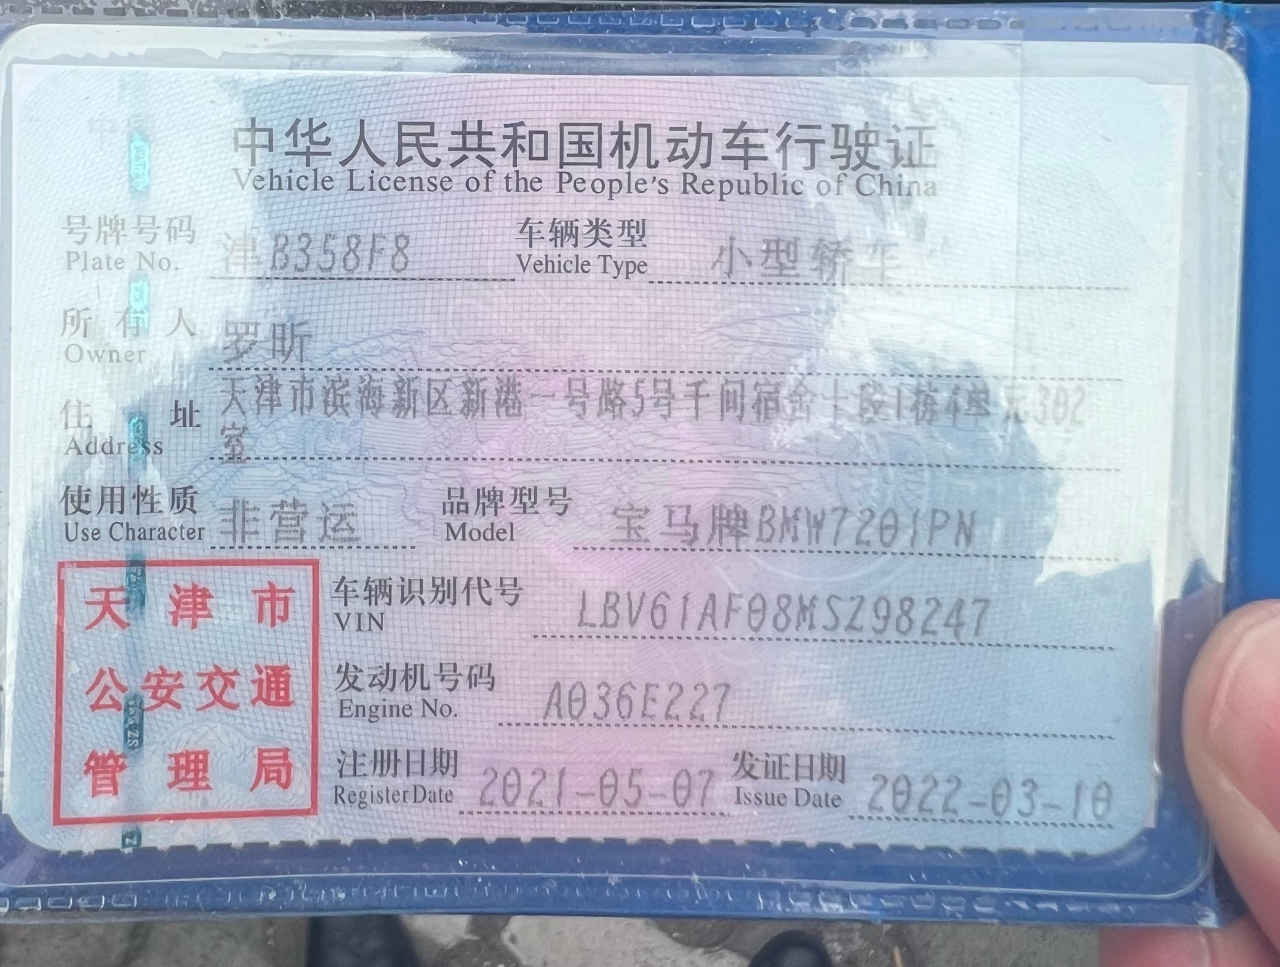 中华人民共和国机动车行驶证
Vehicle License of the People's Republic of China
号牌号码 津B358F8 车辆类型 小型轿车
Plate No. Vehicle Type
所有人 罗昕
Owner
住址 天津市滨海新区新港一号路5号千间宿舍十段1栋4单元302
Address 室
使用性质 非营运 品牌型号 宝马牌BMW7201PN
Use Character Model
天津市
公安交通
管理局
车辆识别代号 LBV61AF08MSZ98247
VIN
发动机号码 A036E227
Engine No.
注册日期 2021-05-07 发证日期 2022-03-10
Register Date Issue Date